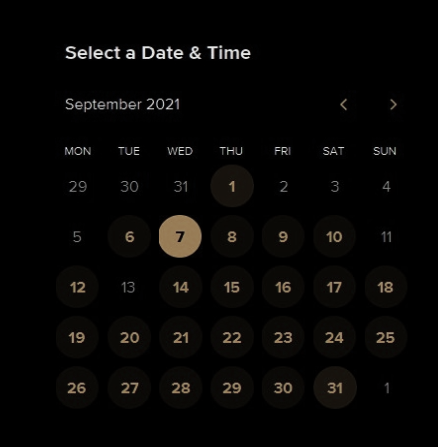 Select a Date & Time
September 2021
MON TUE WED THU FRI SAT SUN
29 30 31 1 2 3 4
5 6 7 8 9 10 11
12 13 14 15 16 17 18
19 20 21 22 23 24 25
26 27 28 29 30 31 1